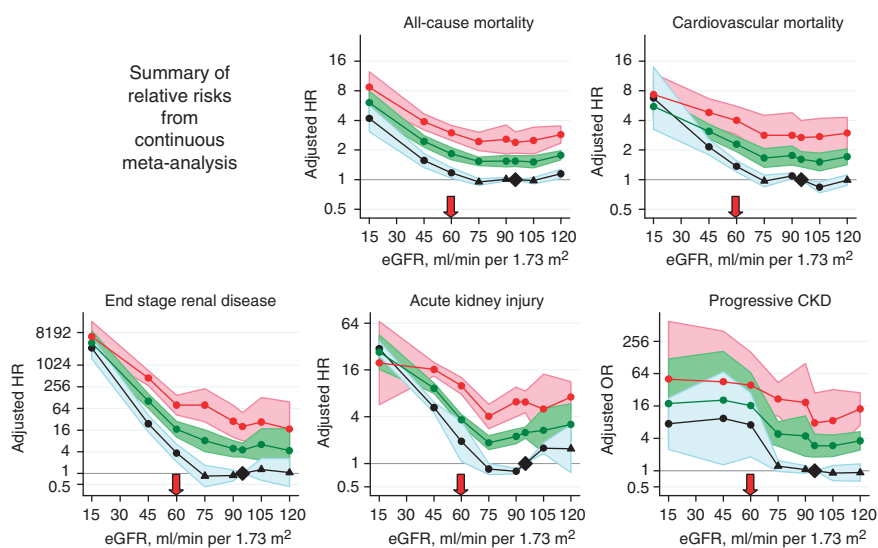 Summary of
relative risks
from
continuous
meta-analysis
All-cause mortality
Adjusted HR
16
8
4
2
1
0.5
15 30 45 60 75 90 105 120
eGFR, ml/min per 1.73 m²
Cardiovascular mortality
Adjusted HR
16
8
4
2
1
0.5
15 30 45 60 75 90 105 120
eGFR, ml/min per 1.73 m²
End stage renal disease
Adjusted HR
8192
1024
256
64
16
4
1
0.5
15 30 45 60 75 90 105 120
eGFR, ml/min per 1.73 m²
Acute kidney injury
Adjusted HR
64
16
4
1
0.5
15 30 45 60 75 90 105 120
eGFR, ml/min per 1.73 m²
Progressive CKD
Adjusted OR
256
64
16
4
1
0.5
15 30 45 60 75 90 105 120
eGFR, ml/min per 1.73 m²